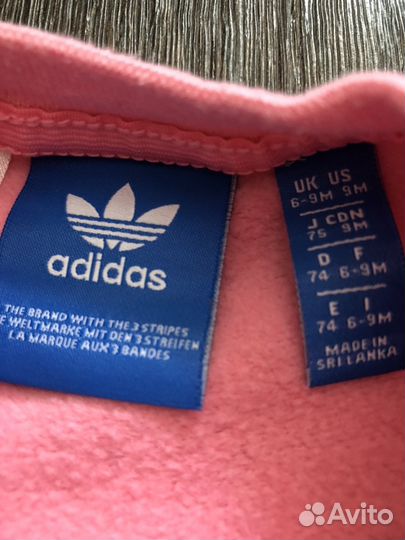 adidas
THE BRAND WITH THE 3 STRIPES
E WELTMARKE MIT DEN 3 STREIFEN
LA MARQUE AUX 3 BANDES
UK US
6-9M 9M
J CDN
75 9M
D F
74 6-9M
E I
74 6-9M
MADE IN
SRI LANKA
Avito